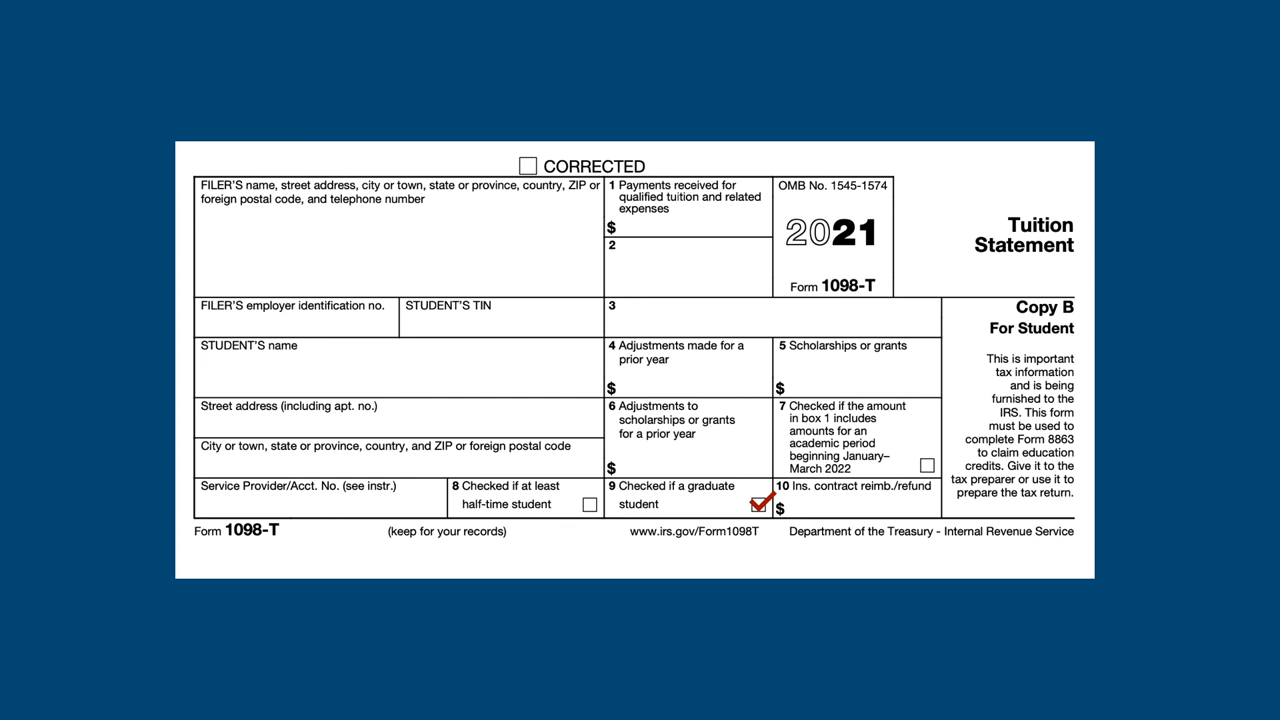 CORRECTED
FILER'S name, street address, city or town, state or province, country, ZIP or
foreign postal code, and telephone number
1 Payments received for
qualified tuition and related
expenses
$
2
OMB No. 1545-1574
2021
Form 1098-T
Tuition
Statement
FILER'S employer identification no.
STUDENT'S TIN
3
Copy B
For Student
This is important
tax information
and is being
furnished to the
IRS. This form
must be used to
complete Form 8863
to claim education
credits. Give it to the
tax preparer or use it to
prepare the tax return.
STUDENT'S name
4 Adjustments made for a
prior year
$
5 Scholarships or grants
$
Street address (including apt. no.)
City or town, state or province, country, and ZIP or foreign postal code
6 Adjustments to
scholarships or grants
for a prior year
$
7 Checked if the amount
in box 1 includes
amounts for an
academic period
beginning January–
March 2022
Service Provider/Acct. No. (see instr.)
8 Checked if at least
half-time student
9 Checked if a graduate
student
10 Ins. contract reimb./refund
$
Form 1098-T
(keep for your records)
www.irs.gov/Form1098T
Department of the Treasury - Internal Revenue Service